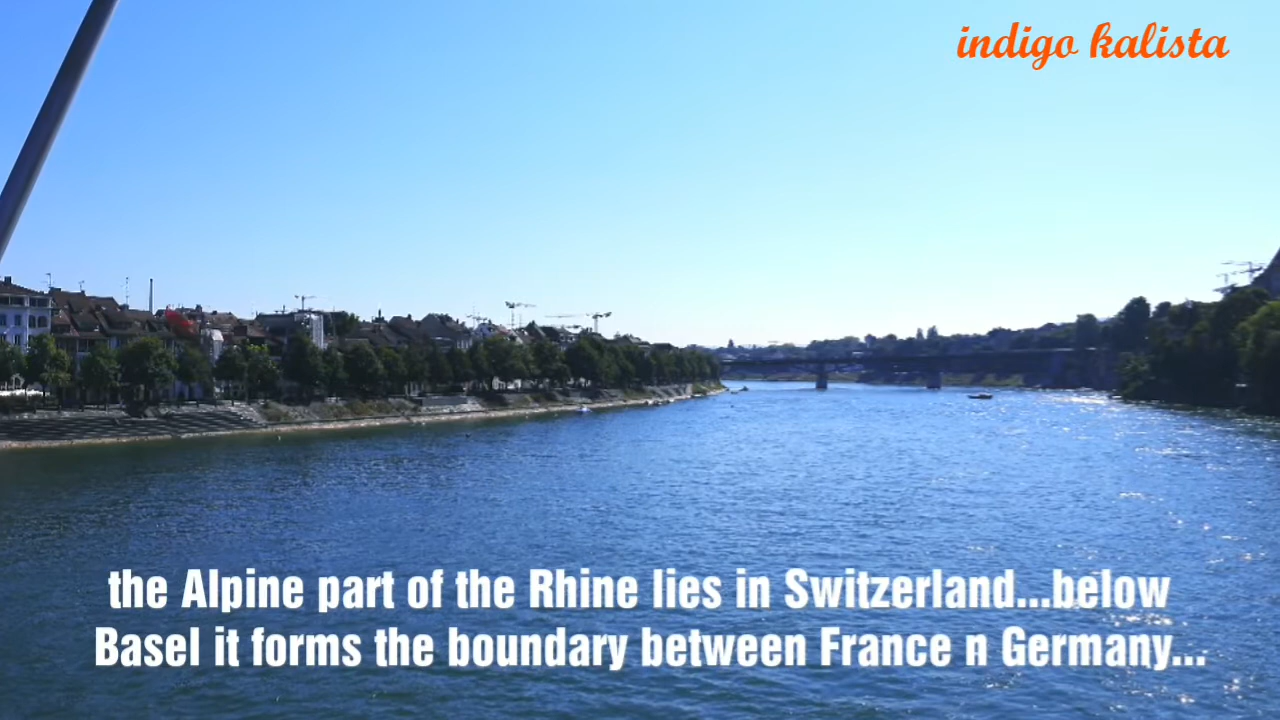 indigo kalista
the Alpine part of the Rhine lies in Switzerland...below
Basel it forms the boundary between France n Germany...